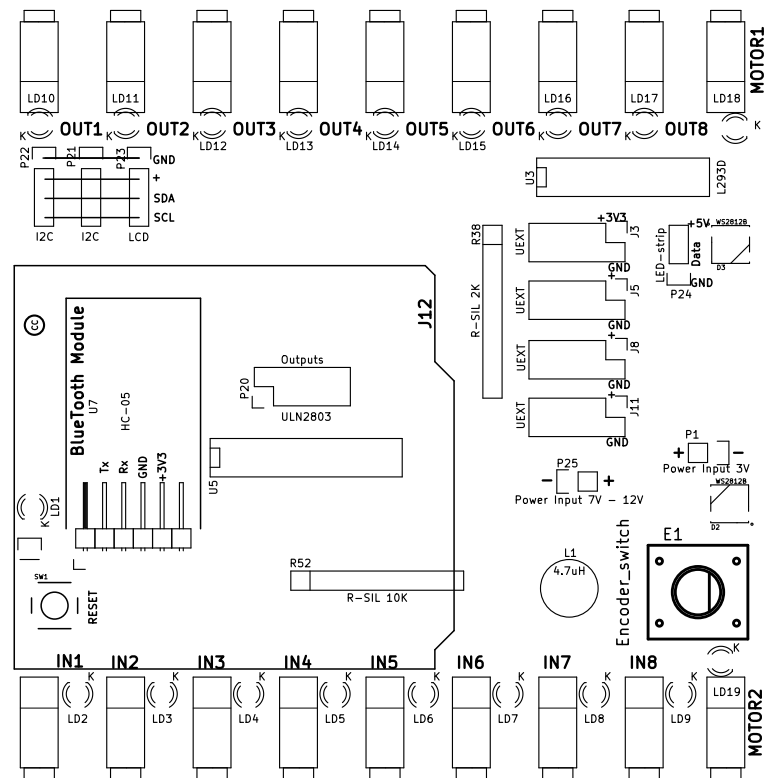 MOTOR1
LD10
LD11
LD16
LD17
LD18
K
OUT1
K
OUT2
K
OUT3
K
OUT4
K
OUT5
K
OUT6
K
OUT7
K
OUT8
K
LD12
LD13
LD14
LD15
P22
P21
P23
GND
+
SDA
SCL
I2C
I2C
LCD
U3
L293D
R38
R-SIL 2K
UEXT
+3V3
J3
GND
UEXT
+
J5
GND
UEXT
+
J8
GND
UEXT
+
J11
GND
LED-strip
+5V
Data
P24
GND
WS2812B
D3
J12
cc
BlueTooth Module
U7
HC-05
Tx
Rx
GND
+3V3
Outputs
P20
ULN2803
U5
K
LD1
SW1
RESET
R52
R-SIL 10K
P25
- +
Power Input 7V - 12V
P1
+ -
Power Input 3V
WS2812B
D2
L1
4.7uH
Encoder_switch
E1
K
IN1
IN2
IN3
IN4
IN5
IN6
IN7
IN8
K
K
K
K
K
K
K
K
LD2
LD3
LD4
LD5
LD6
LD7
LD8
LD9
LD19
MOTOR2